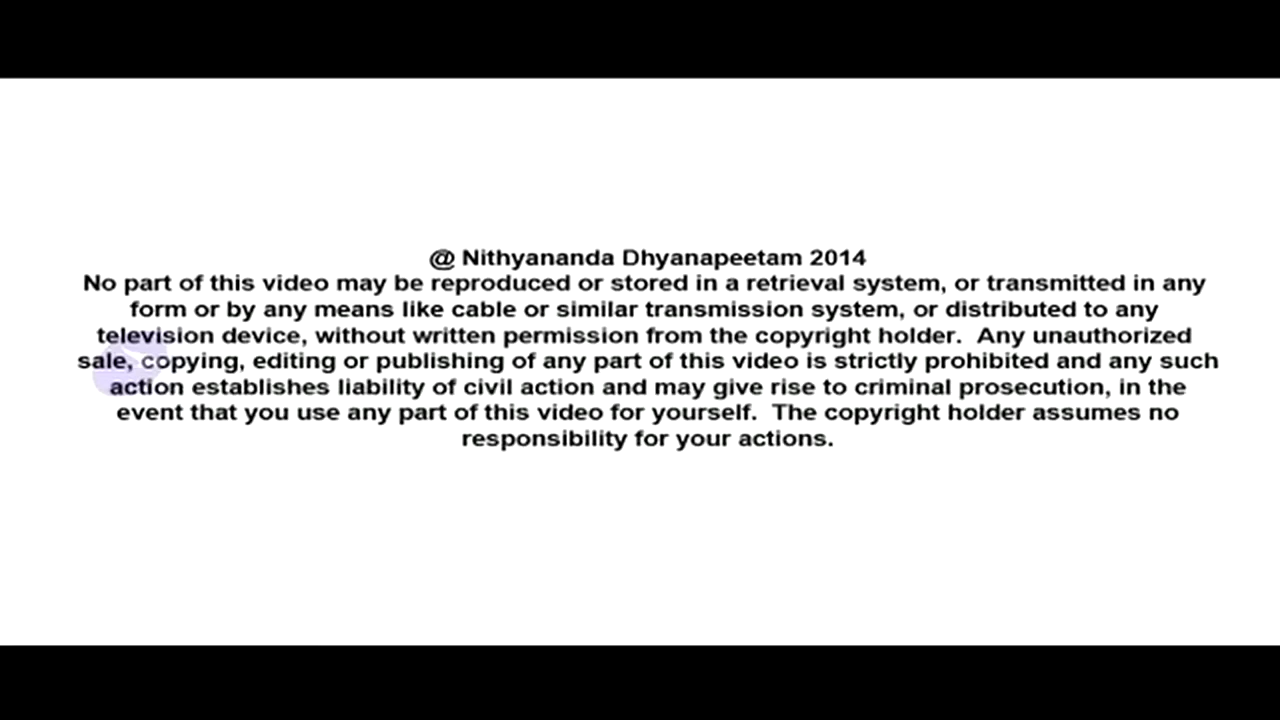 @ Nithyananda Dhyanapeetam 2014
No part of this video may be reproduced or stored in a retrieval system, or transmitted in any
form or by any means like cable or similar transmission system, or distributed to any
television device, without written permission from the copyright holder.  Any unauthorized
sale, copying, editing or publishing of any part of this video is strictly prohibited and any such
action establishes liability of civil action and may give rise to criminal prosecution, in the
event that you use any part of this video for yourself.  The copyright holder assumes no
responsibility for your actions.